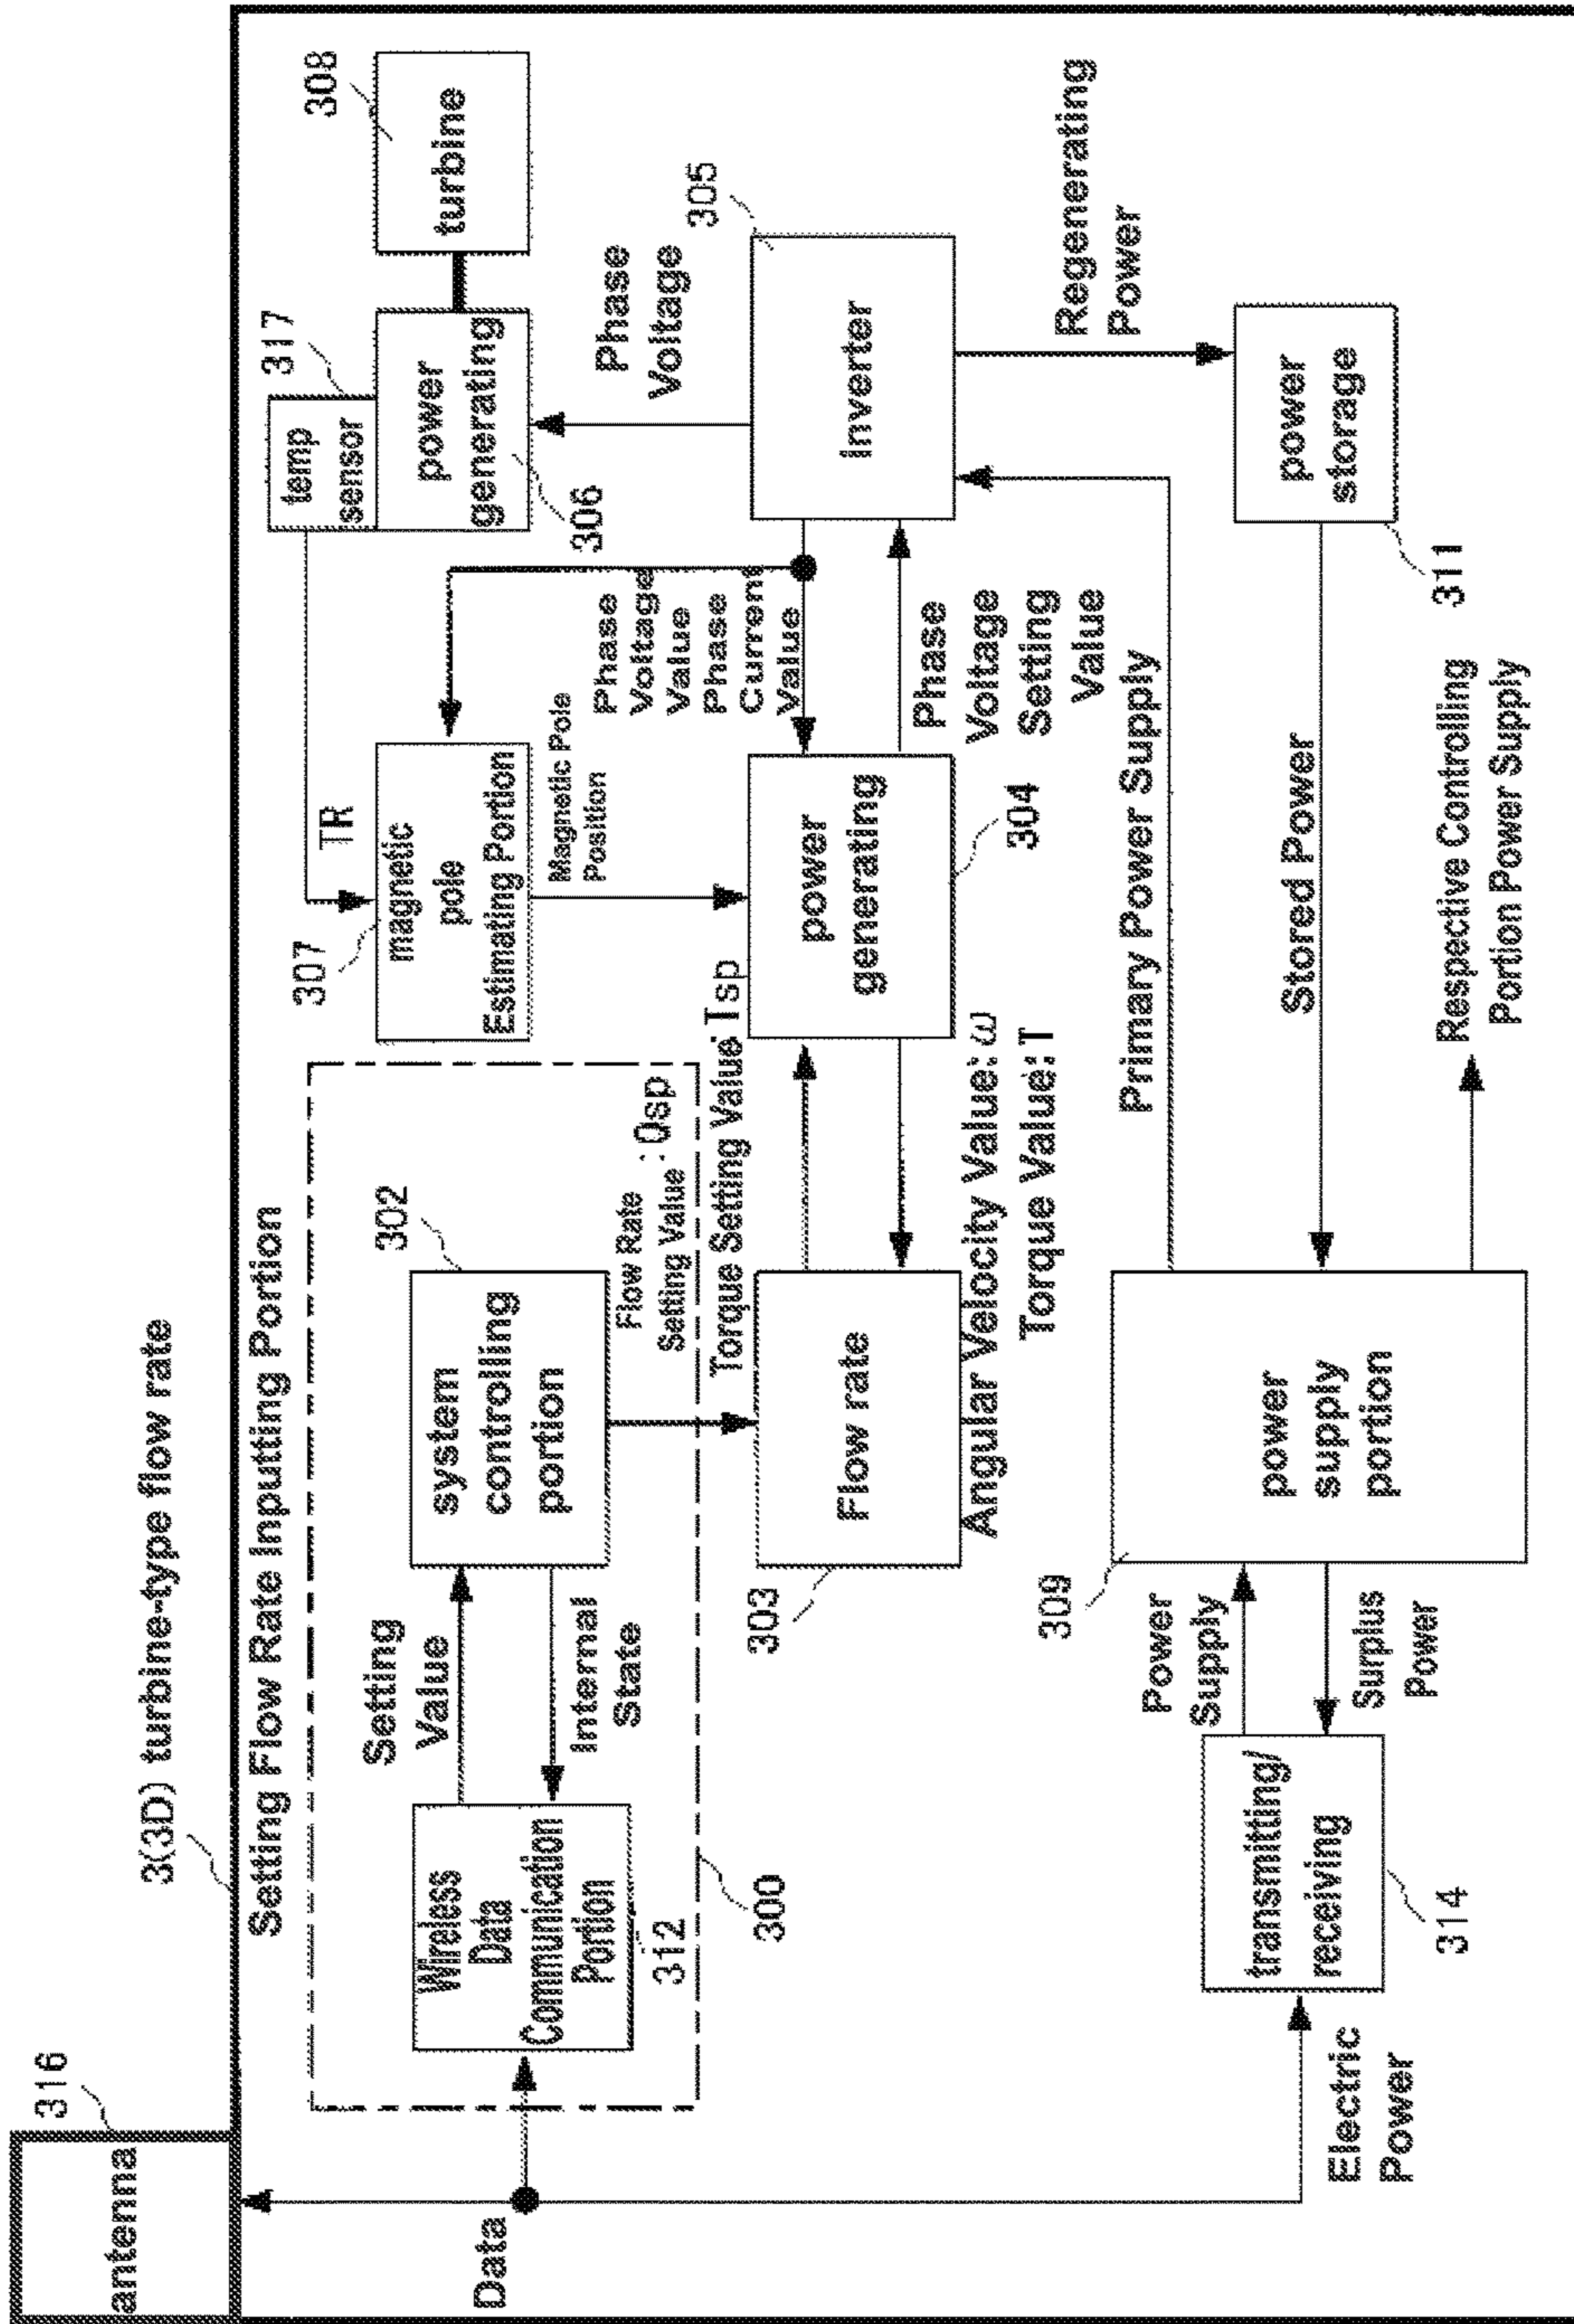 3(3D) turbine-type flow rate
antenna
316
Setting Flow Rate Inputting Portion
Data
Wireless
Data
Communication
Portion
312
300
Setting
Value
Internal
State
system
controlling
portion
302
Flow Rate
Setting Value
:Qsp
Torque Setting Value:Tsp
Flow rate
303
Angular Velocity Value:ω
Torque Value:T
TR
307
magnetic
pole
Estimating Portion
Magnetic Pole
Position
power
generating
304
temp
sensor
317
power
generating
306
turbine
308
Phase
Voltage
Value Phase
Current
Value
Phase
Voltage
Setting
Value
Phase
Voltage
inverter
305
Regenerating
Power
Primary Power Supply
power
storage
311
Stored Power
Respective Controlling
Portion Power Supply
power
supply
portion
309
Power
Supply
Surplus
Power
transmitting/
receiving
314
Electric
Power